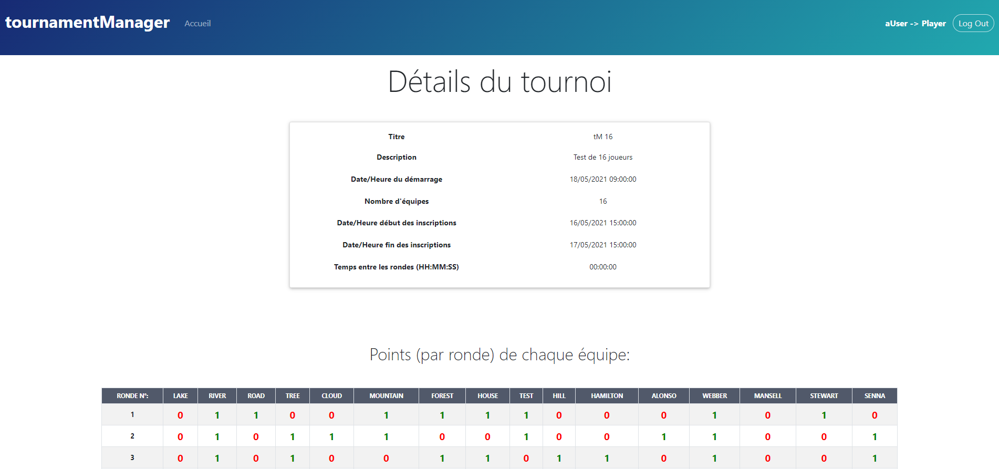 tournamentManager Accueil aUser -> Player Log Out
Détails du tournoi
Titre tM 16
Description Test de 16 joueurs
Date/Heure du démarrage 18/05/2021 09:00:00
Nombre d'équipes 16
Date/Heure début des inscriptions 16/05/2021 15:00:00
Date/Heure fin des inscriptions 17/05/2021 15:00:00
Temps entre les rondes (HH:MM:SS) 00:00:00
Points (par ronde) de chaque équipe:
RONDE N°: LAKE RIVER ROAD TREE CLOUD MOUNTAIN FOREST HOUSE TEST HILL HAMILTON ALONSO WEBBER MANSELL STEWART SENNA
1 0 1 1 0 0 1 1 1 1 0 0 0 1 0 1 0
2 0 1 0 1 1 1 0 0 1 0 0 1 1 0 0 1
3 0 1 0 1 0 0 1 1 0 1 1 0 1 0 0 1